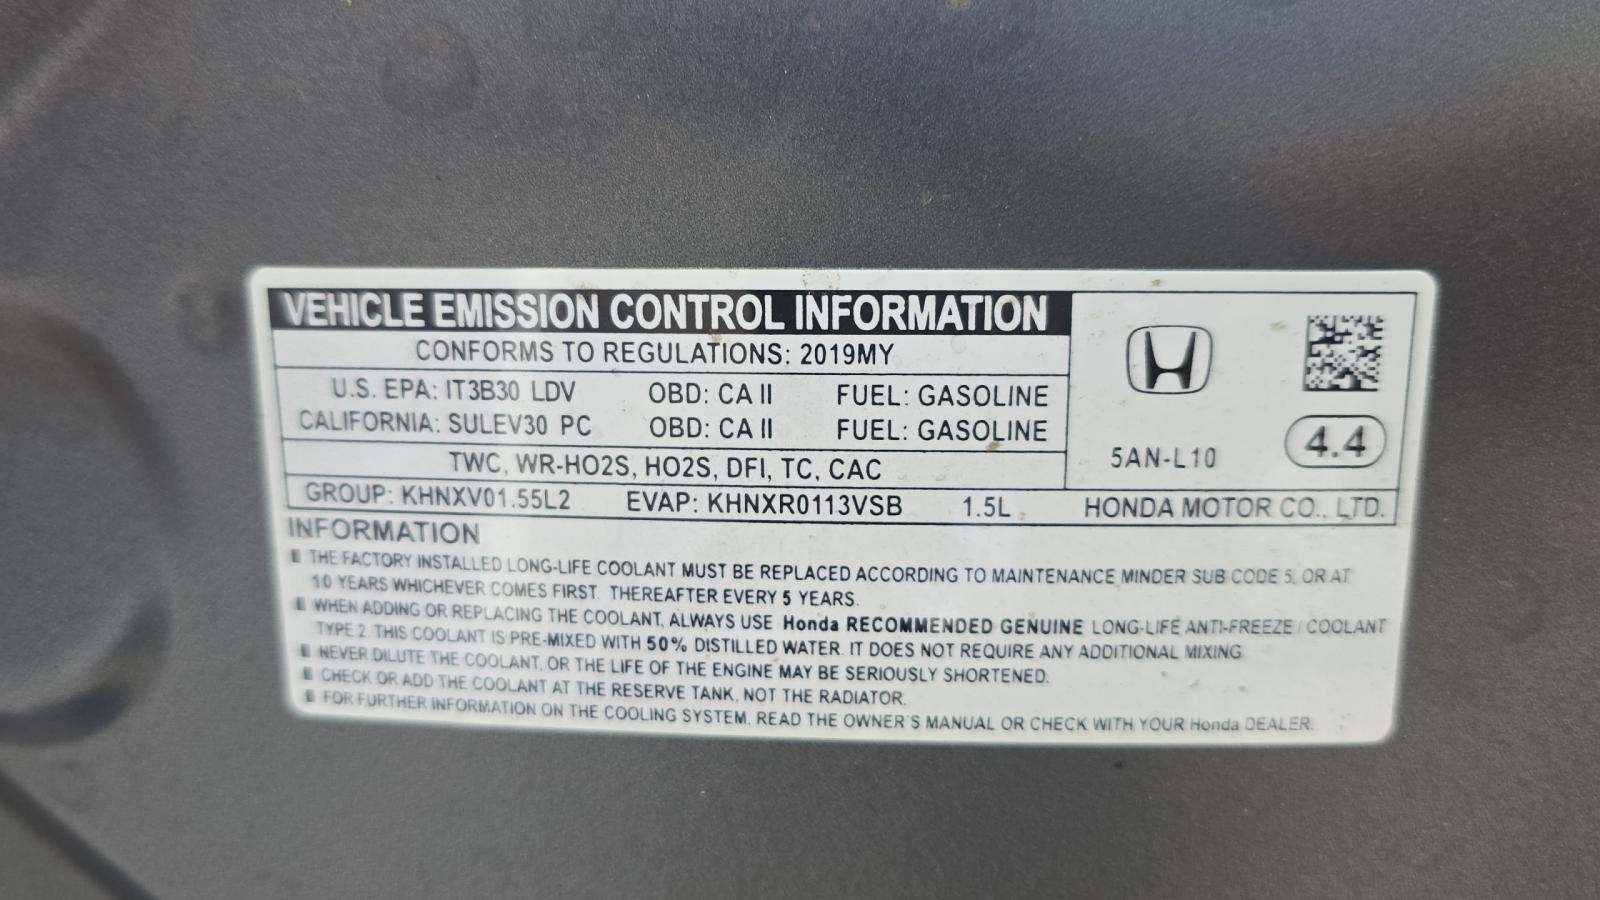 VEHICLE EMISSION CONTROL INFORMATION
CONFORMS TO REGULATIONS: 2019MY
U.S. EPA: IT3B30 LDV OBD: CA II FUEL: GASOLINE
CALIFORNIA: SULEV30 PC OBD: CA II FUEL: GASOLINE
TWC, WR-HO2S, HO2S, DFI, TC, CAC
5AN-L10 4.4
GROUP: KHNXV01.55L2 EVAP: KHNXR0113VSB 1.5L HONDA MOTOR CO., LTD.
INFORMATION
THE FACTORY INSTALLED LONG-LIFE COOLANT MUST BE REPLACED ACCORDING TO MAINTENANCE MINDER SUB CODE 5, OR AT
10 YEARS WHICHEVER COMES FIRST. THEREAFTER EVERY 5 YEARS.
WHEN ADDING OR REPLACING THE COOLANT, ALWAYS USE Honda RECOMMENDED GENUINE LONG-LIFE ANTI-FREEZE / COOLANT
TYPE 2. THIS COOLANT IS PRE-MIXED WITH 50% DISTILLED WATER. IT DOES NOT REQUIRE ANY ADDITIONAL MIXING.
NEVER DILUTE THE COOLANT, OR THE LIFE OF THE ENGINE MAY BE SERIOUSLY SHORTENED.
CHECK OR ADD THE COOLANT AT THE RESERVE TANK, NOT THE RADIATOR.
FOR FURTHER INFORMATION ON THE COOLING SYSTEM, READ THE OWNER'S MANUAL OR CHECK WITH YOUR Honda DEALER.